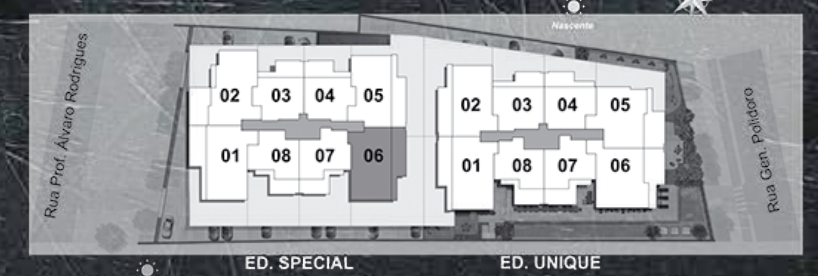 Nascente
Rua Prof. Álvaro Rodrigues
02 03 04 05
01 08 07 06
02 03 04 05
01 08 07 06
Rua Gen. Polidoro
ED. SPECIAL
ED. UNIQUE